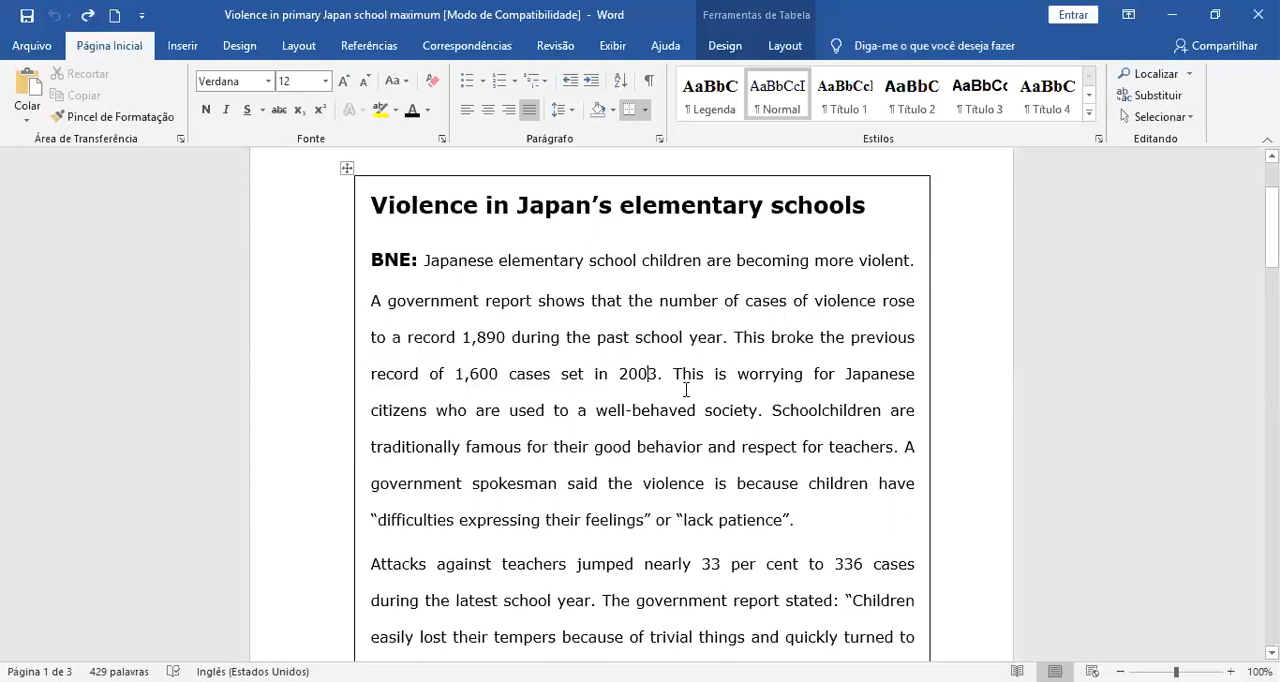 Violence in primary Japan school maximum [Modo de Compatibilidade] - Word
Ferramentas de Tabela
Entrar
Arquivo Página Inicial Inserir Design Layout Referências Correspondências Revisão Exibir Ajuda Design Layout Diga-me o que você deseja fazer Compartilhar
Colar
Recortar
Copiar
Pincel de Formatação
Área de Transferência
Verdana 12
N I S abc x₂ x²
Fonte
Parágrafo
AaBbC AaBbCcI AaBbCcl AaBbC AaBbCc AaBbC
¶ Legenda ¶ Normal ¶ Título 1 ¶ Título 2 ¶ Título 3 ¶ Título 4
Estilos
Localizar
Substituir
Selecionar
Editando
Violence in Japan’s elementary schools
BNE: Japanese elementary school children are becoming more violent.
A government report shows that the number of cases of violence rose
to a record 1,890 during the past school year. This broke the previous
record of 1,600 cases set in 2003. This is worrying for Japanese
citizens who are used to a well-behaved society. Schoolchildren are
traditionally famous for their good behavior and respect for teachers. A
government spokesman said the violence is because children have
“difficulties expressing their feelings” or “lack patience”.
Attacks against teachers jumped nearly 33 per cent to 336 cases
during the latest school year. The government report stated: “Children
easily lost their tempers because of trivial things and quickly turned to
Página 1 de 3 429 palavras Inglês (Estados Unidos) 100%